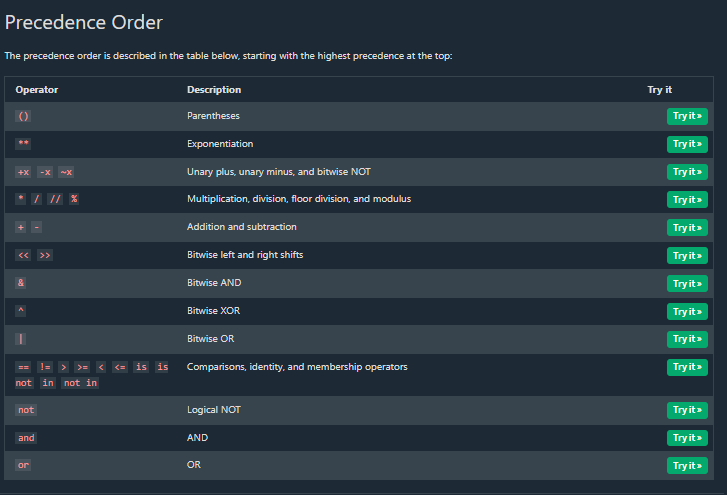 Precedence Order
The precedence order is described in the table below, starting with the highest precedence at the top:
Operator Description Try it
() Parentheses Try it »
** Exponentiation Try it »
+x -x ~x Unary plus, unary minus, and bitwise NOT Try it »
* / // % Multiplication, division, floor division, and modulus Try it »
+ - Addition and subtraction Try it »
<< >> Bitwise left and right shifts Try it »
& Bitwise AND Try it »
^ Bitwise XOR Try it »
| Bitwise OR Try it »
== != > >= < <= is is Comparisons, identity, and membership operators Try it »
not in not in
not Logical NOT Try it »
and AND Try it »
or OR Try it »